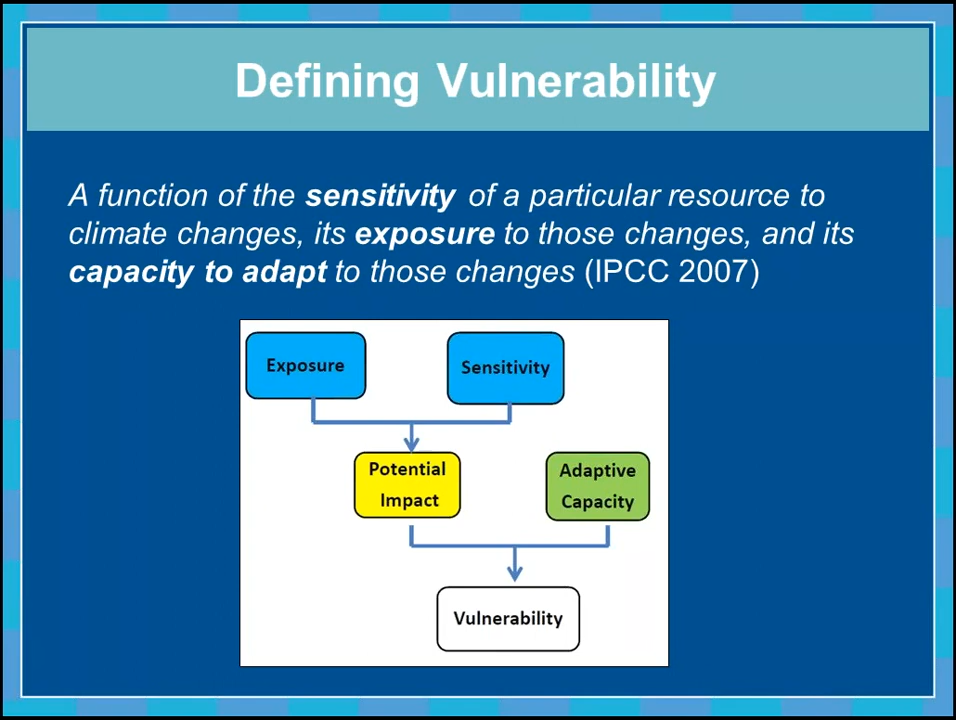 Defining Vulnerability
A function of the sensitivity of a particular resource to
climate changes, its exposure to those changes, and its
capacity to adapt to those changes (IPCC 2007)
Exposure
Sensitivity
Potential
Impact
Adaptive
Capacity
Vulnerability